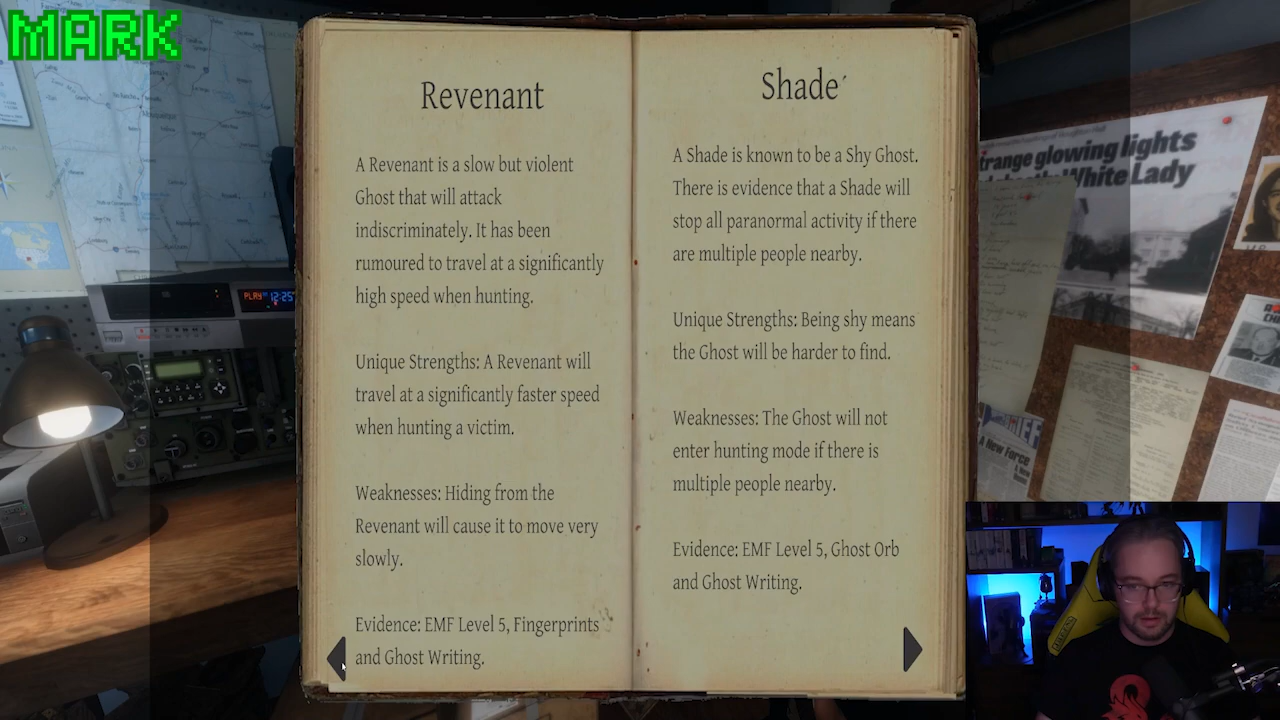 MARK
Revenant
A Revenant is a slow but violent
Ghost that will attack
indiscriminately. It has been
rumoured to travel at a significantly
high speed when hunting.
Unique Strengths: A Revenant will
travel at a significantly faster speed
when hunting a victim.
Weaknesses: Hiding from the
Revenant will cause it to move very
slowly.
Evidence: EMF Level 5, Fingerprints
and Ghost Writing.
Shade´
A Shade is known to be a Shy Ghost.
There is evidence that a Shade will
stop all paranormal activity if there
are multiple people nearby.
Unique Strengths: Being shy means
the Ghost will be harder to find.
Weaknesses: The Ghost will not
enter hunting mode if there is
multiple people nearby.
Evidence: EMF Level 5, Ghost Orb
and Ghost Writing.
PLAY 12:25
glowing lights
White Lady
A New Force